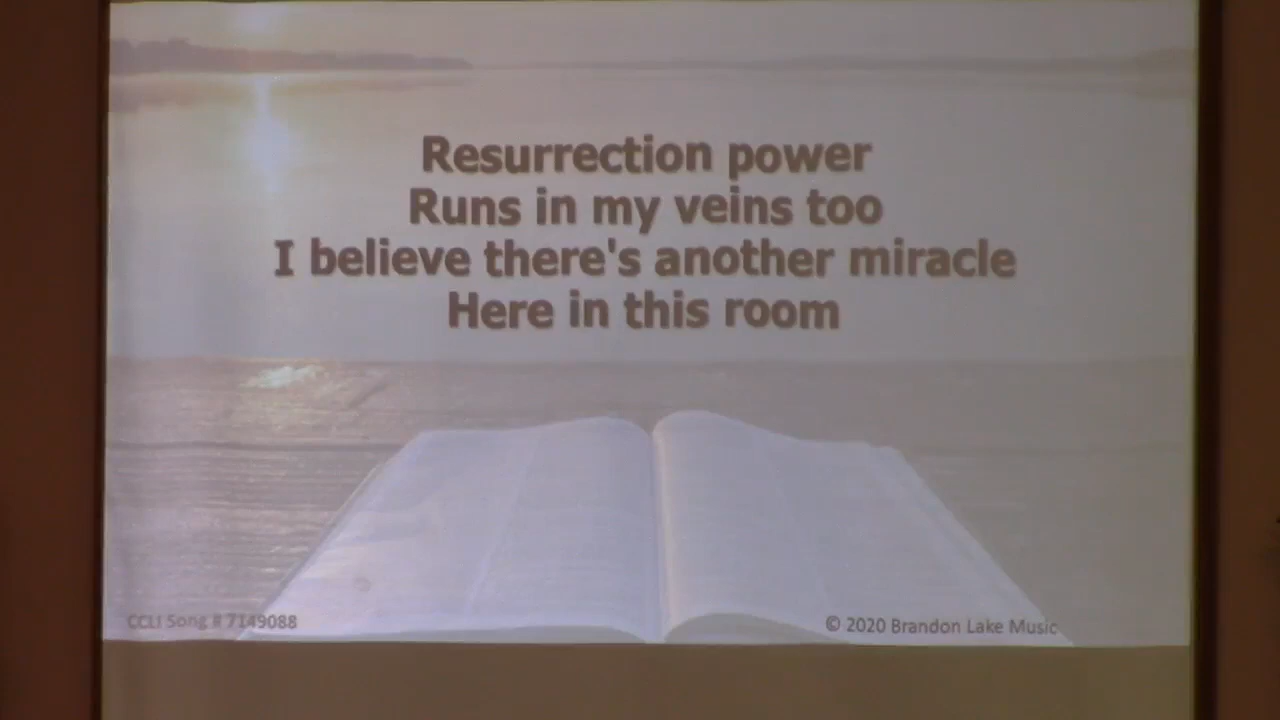 Resurrection power
Runs in my veins too
I believe there's another miracle
Here in this room
CCLI Song # 7149088
© 2020 Brandon Lake Music